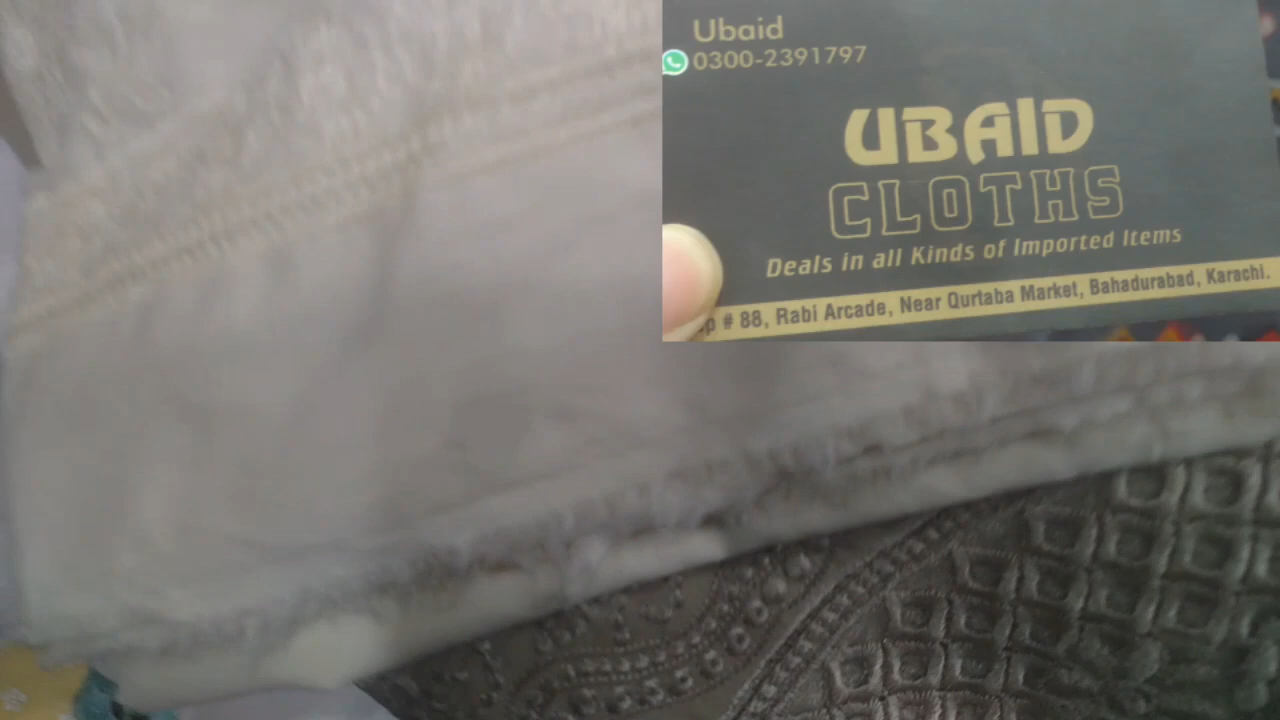 Ubaid
0300-2391797
UBAID
CLOTHS
Deals in all Kinds of Imported Items
# 88, Rabi Arcade, Near Qurtaba Market, Bahadurabad, Karachi.